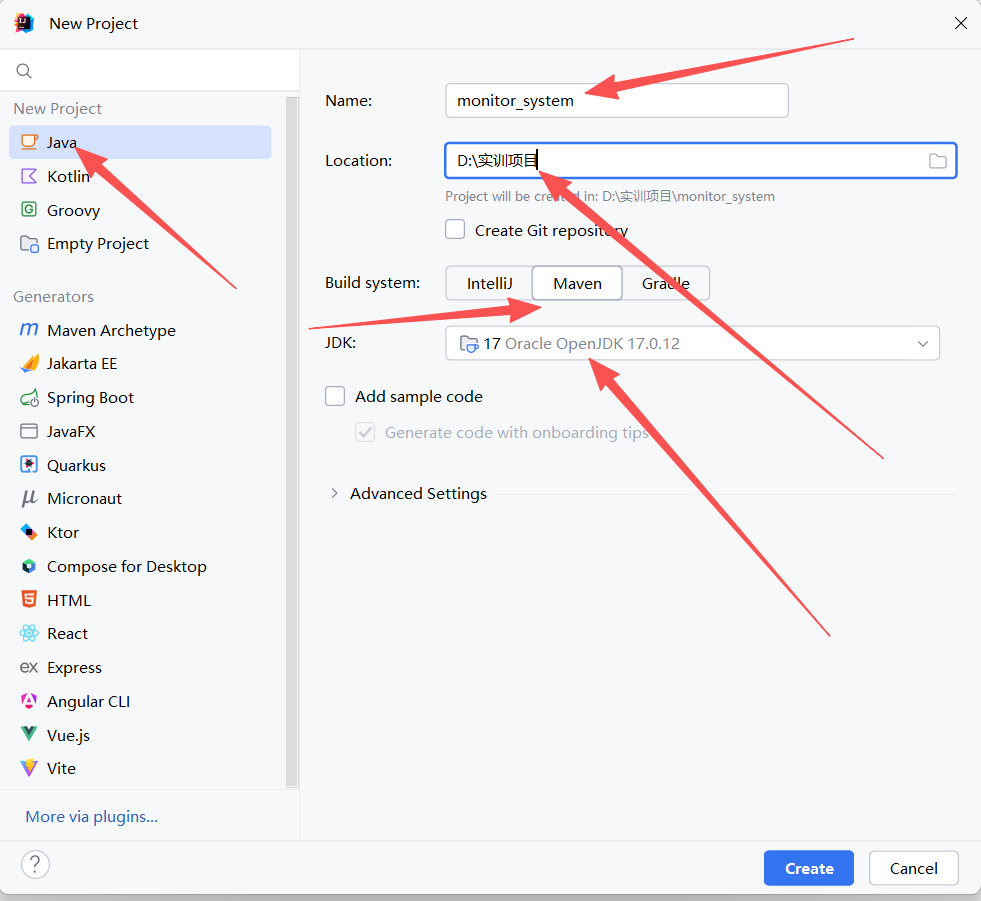 New Project
New Project
Java
Kotlin
Groovy
Empty Project
Generators
Maven Archetype
Jakarta EE
Spring Boot
JavaFX
Quarkus
Micronaut
Ktor
Compose for Desktop
HTML
React
Express
Angular CLI
Vue.js
Vite
More via plugins...
Name: monitor_system
Location: D:\实训项目
Project will be created in: D:\实训项目\monitor_system
Create Git repository
Build system: IntelliJ Maven Gradle
JDK: 17 Oracle OpenJDK 17.0.12
Add sample code
Generate code with onboarding tips
Advanced Settings
? Create Cancel